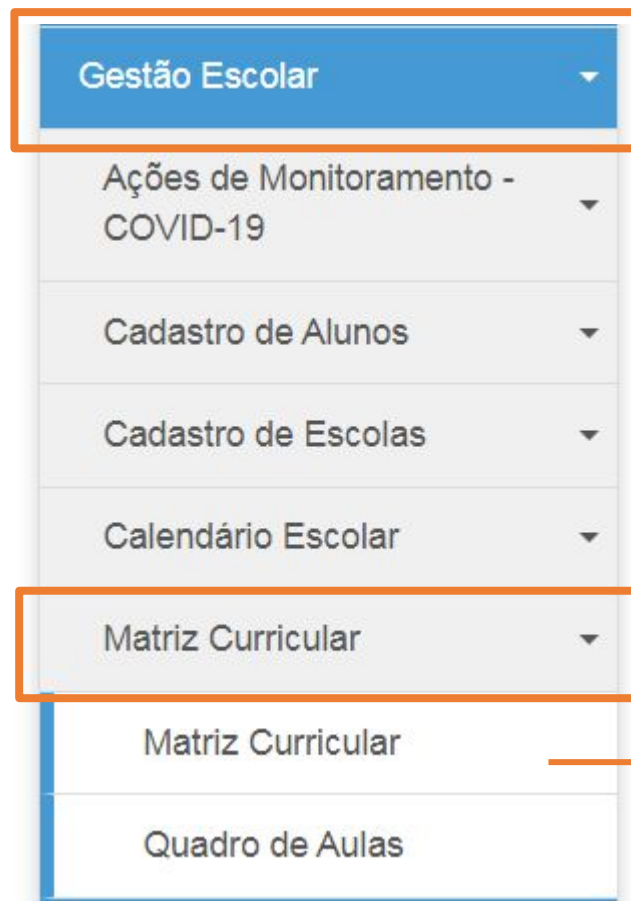 Gestão Escolar
Ações de Monitoramento -
COVID-19
Cadastro de Alunos
Cadastro de Escolas
Calendário Escolar
Matriz Curricular
Matriz Curricular
Quadro de Aulas